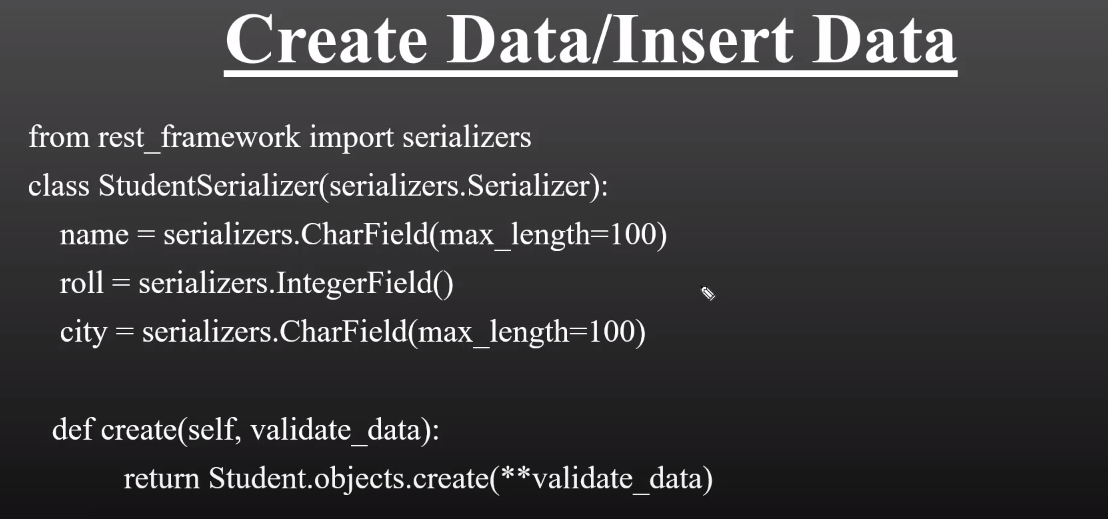 Create Data/Insert Data
from rest_framework import serializers
class StudentSerializer(serializers.Serializer):
name = serializers.CharField(max_length=100)
roll = serializers.IntegerField()
city = serializers.CharField(max_length=100)
def create(self, validate_data):
return Student.objects.create(**validate_data)